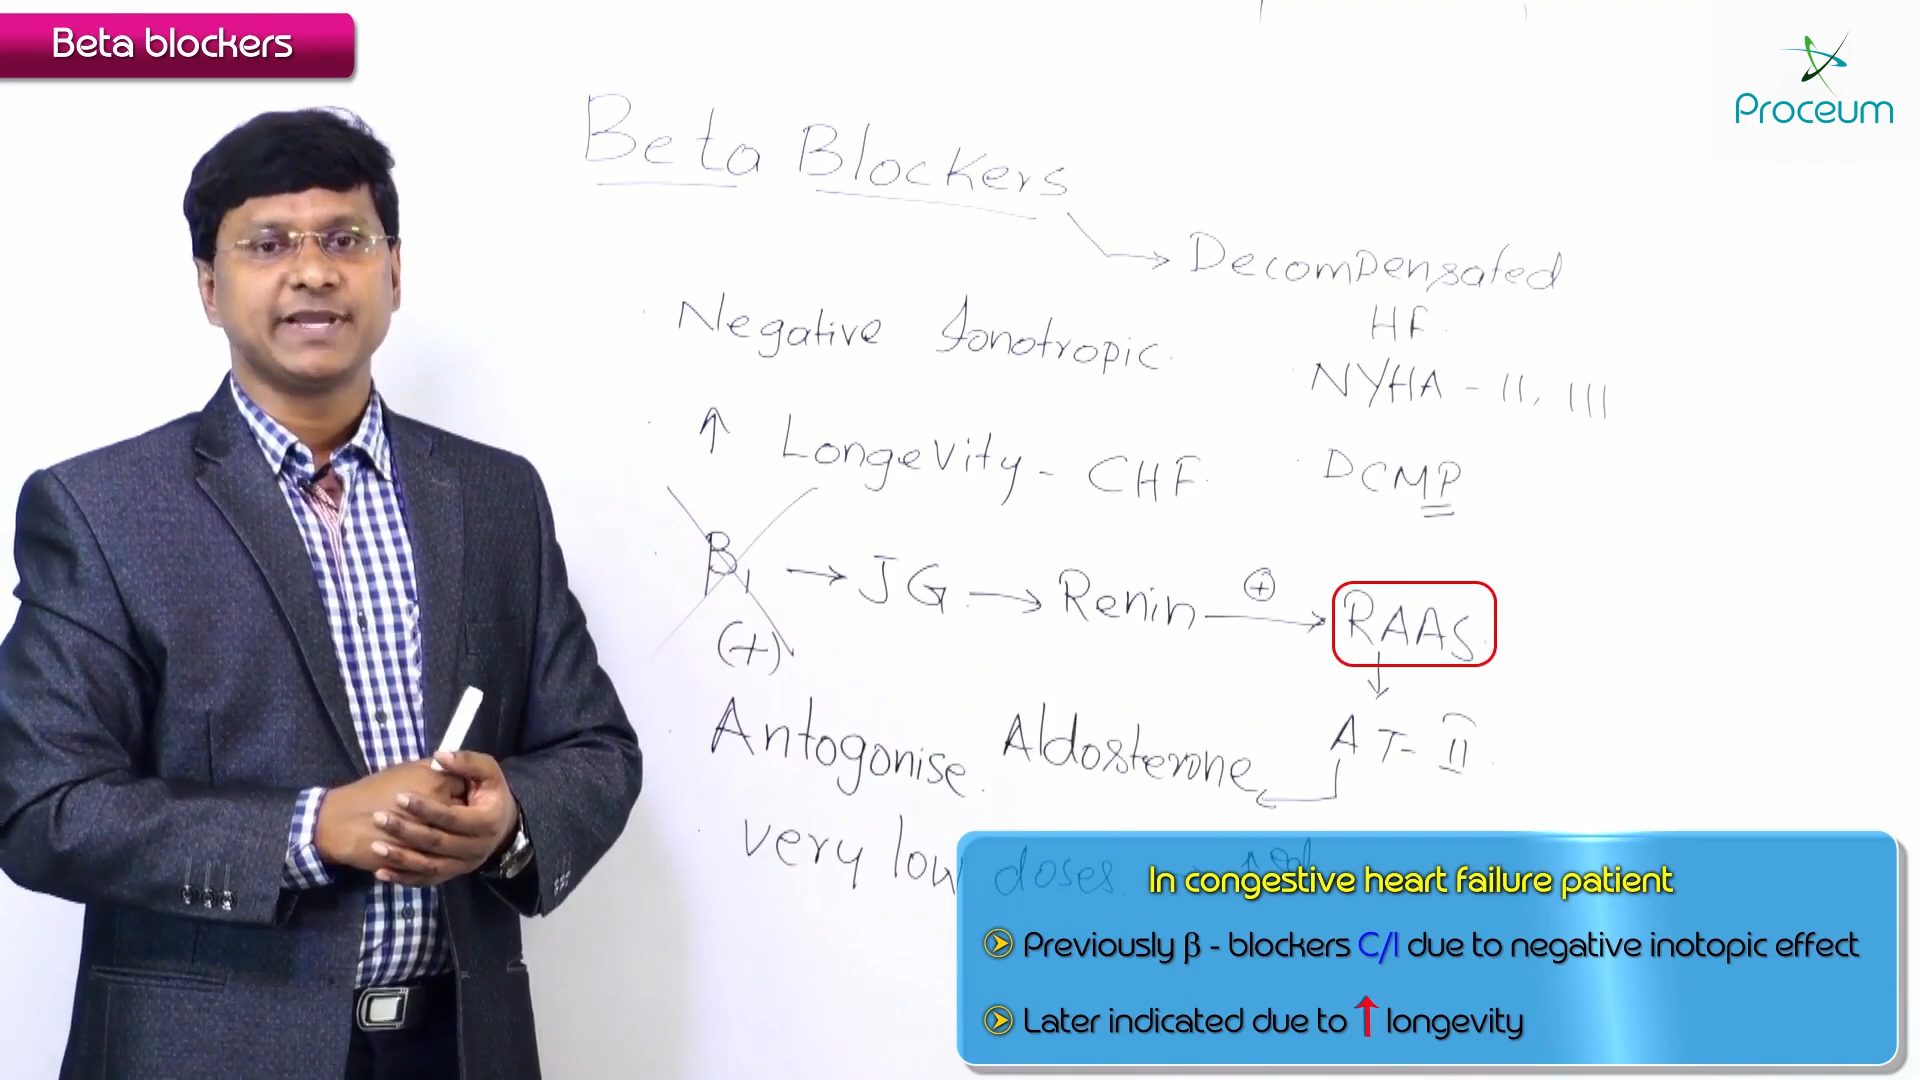 Beta blockers
Proceum
Beta Blockers
Decompensated
HF
NYHA - II, III
DCMP
Negative Ionotropic
↑ Longevity - CHF
β1 → JG → Renin ⊕ → RAAS
(+)
AT-II
Antogonise Aldosterone
very low doses
In congestive heart failure patient
Previously β - blockers C/I due to negative inotopic effect
Later indicated due to ↑ longevity